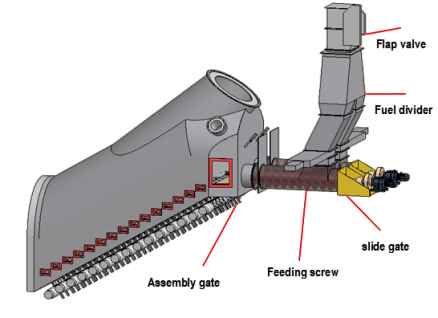 Flap valve
Fuel divider
slide gate
Feeding screw
Assembly gate